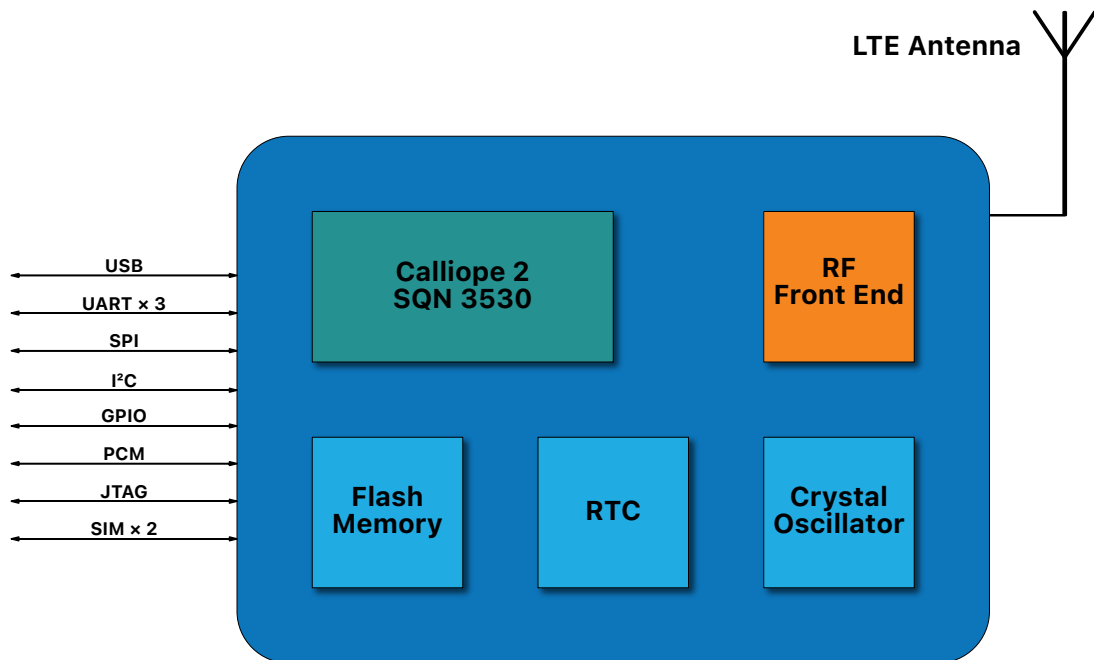 LTE Antenna
USB
UART × 3
SPI
I²C
GPIO
PCM
JTAG
SIM × 2
Calliope 2
SQN 3530
RF
Front End
Flash
Memory
RTC
Crystal
Oscillator